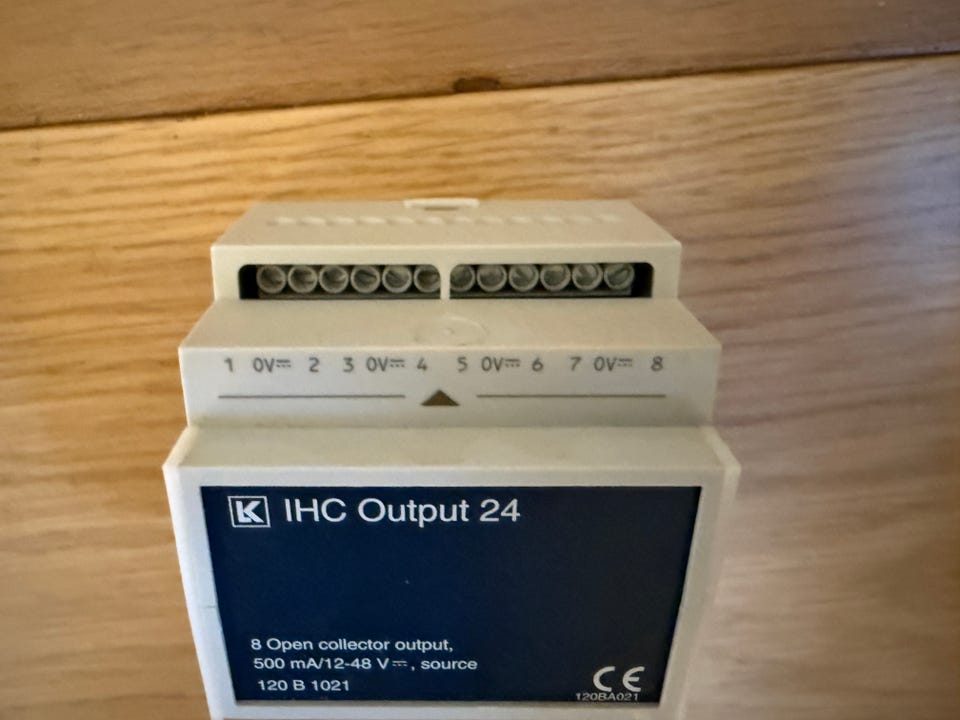 1 0V⎓ 2 3 0V⎓ 4 5 0V⎓ 6 7 0V⎓ 8
LK IHC Output 24
8 Open collector output,
500 mA/12-48 V⎓, source
120 B 1021
CE
120BA021